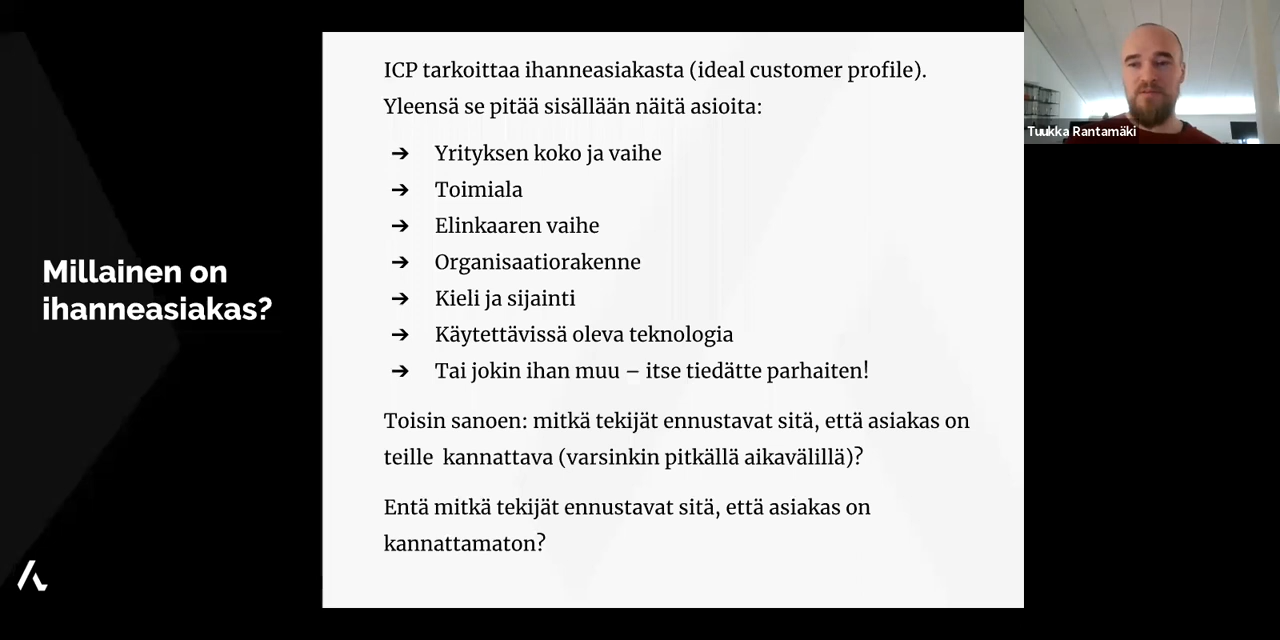 Millainen on
ihanneasiakas?
ICP tarkoittaa ihanneasiakasta (ideal customer profile).
Yleensä se pitää sisällään näitä asioita:
➔ Yrityksen koko ja vaihe
➔ Toimiala
➔ Elinkaaren vaihe
➔ Organisaatiorakenne
➔ Kieli ja sijainti
➔ Käytettävissä oleva teknologia
➔ Tai jokin ihan muu – itse tiedätte parhaiten!
Toisin sanoen: mitkä tekijät ennustavat sitä, että asiakas on
teille kannattava (varsinkin pitkällä aikavälillä)?
Entä mitkä tekijät ennustavat sitä, että asiakas on
kannattamaton?
Tuukka Rantamäki